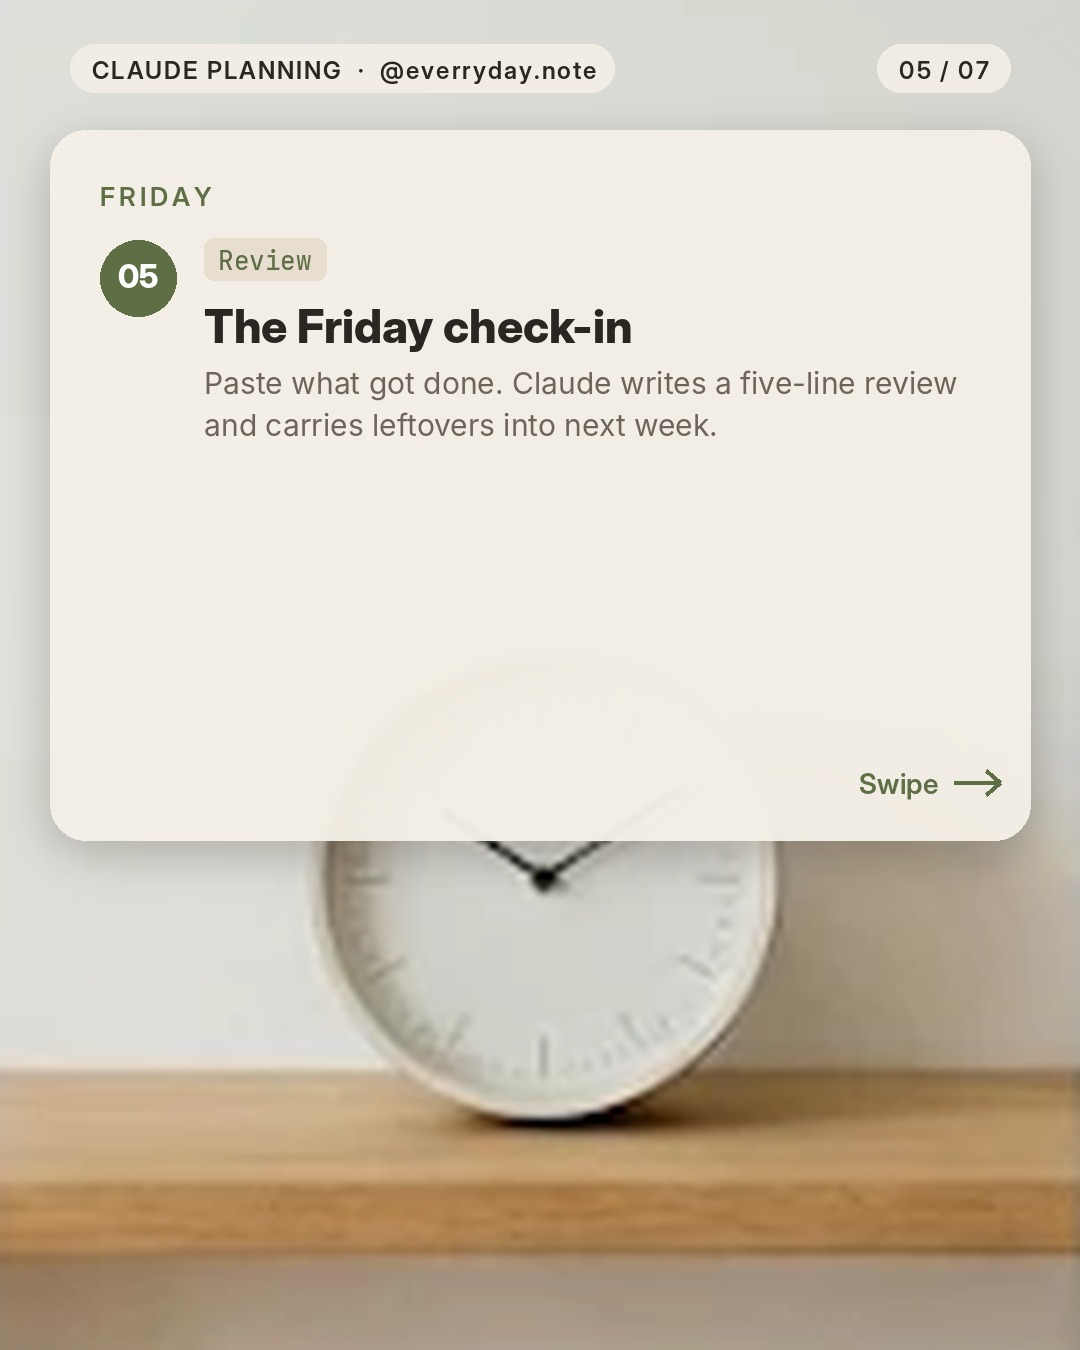 CLAUDE PLANNING · @everryday.note
05 / 07
FRIDAY
05
Review
The Friday check-in
Paste what got done. Claude writes a five-line review
and carries leftovers into next week.
Swipe →